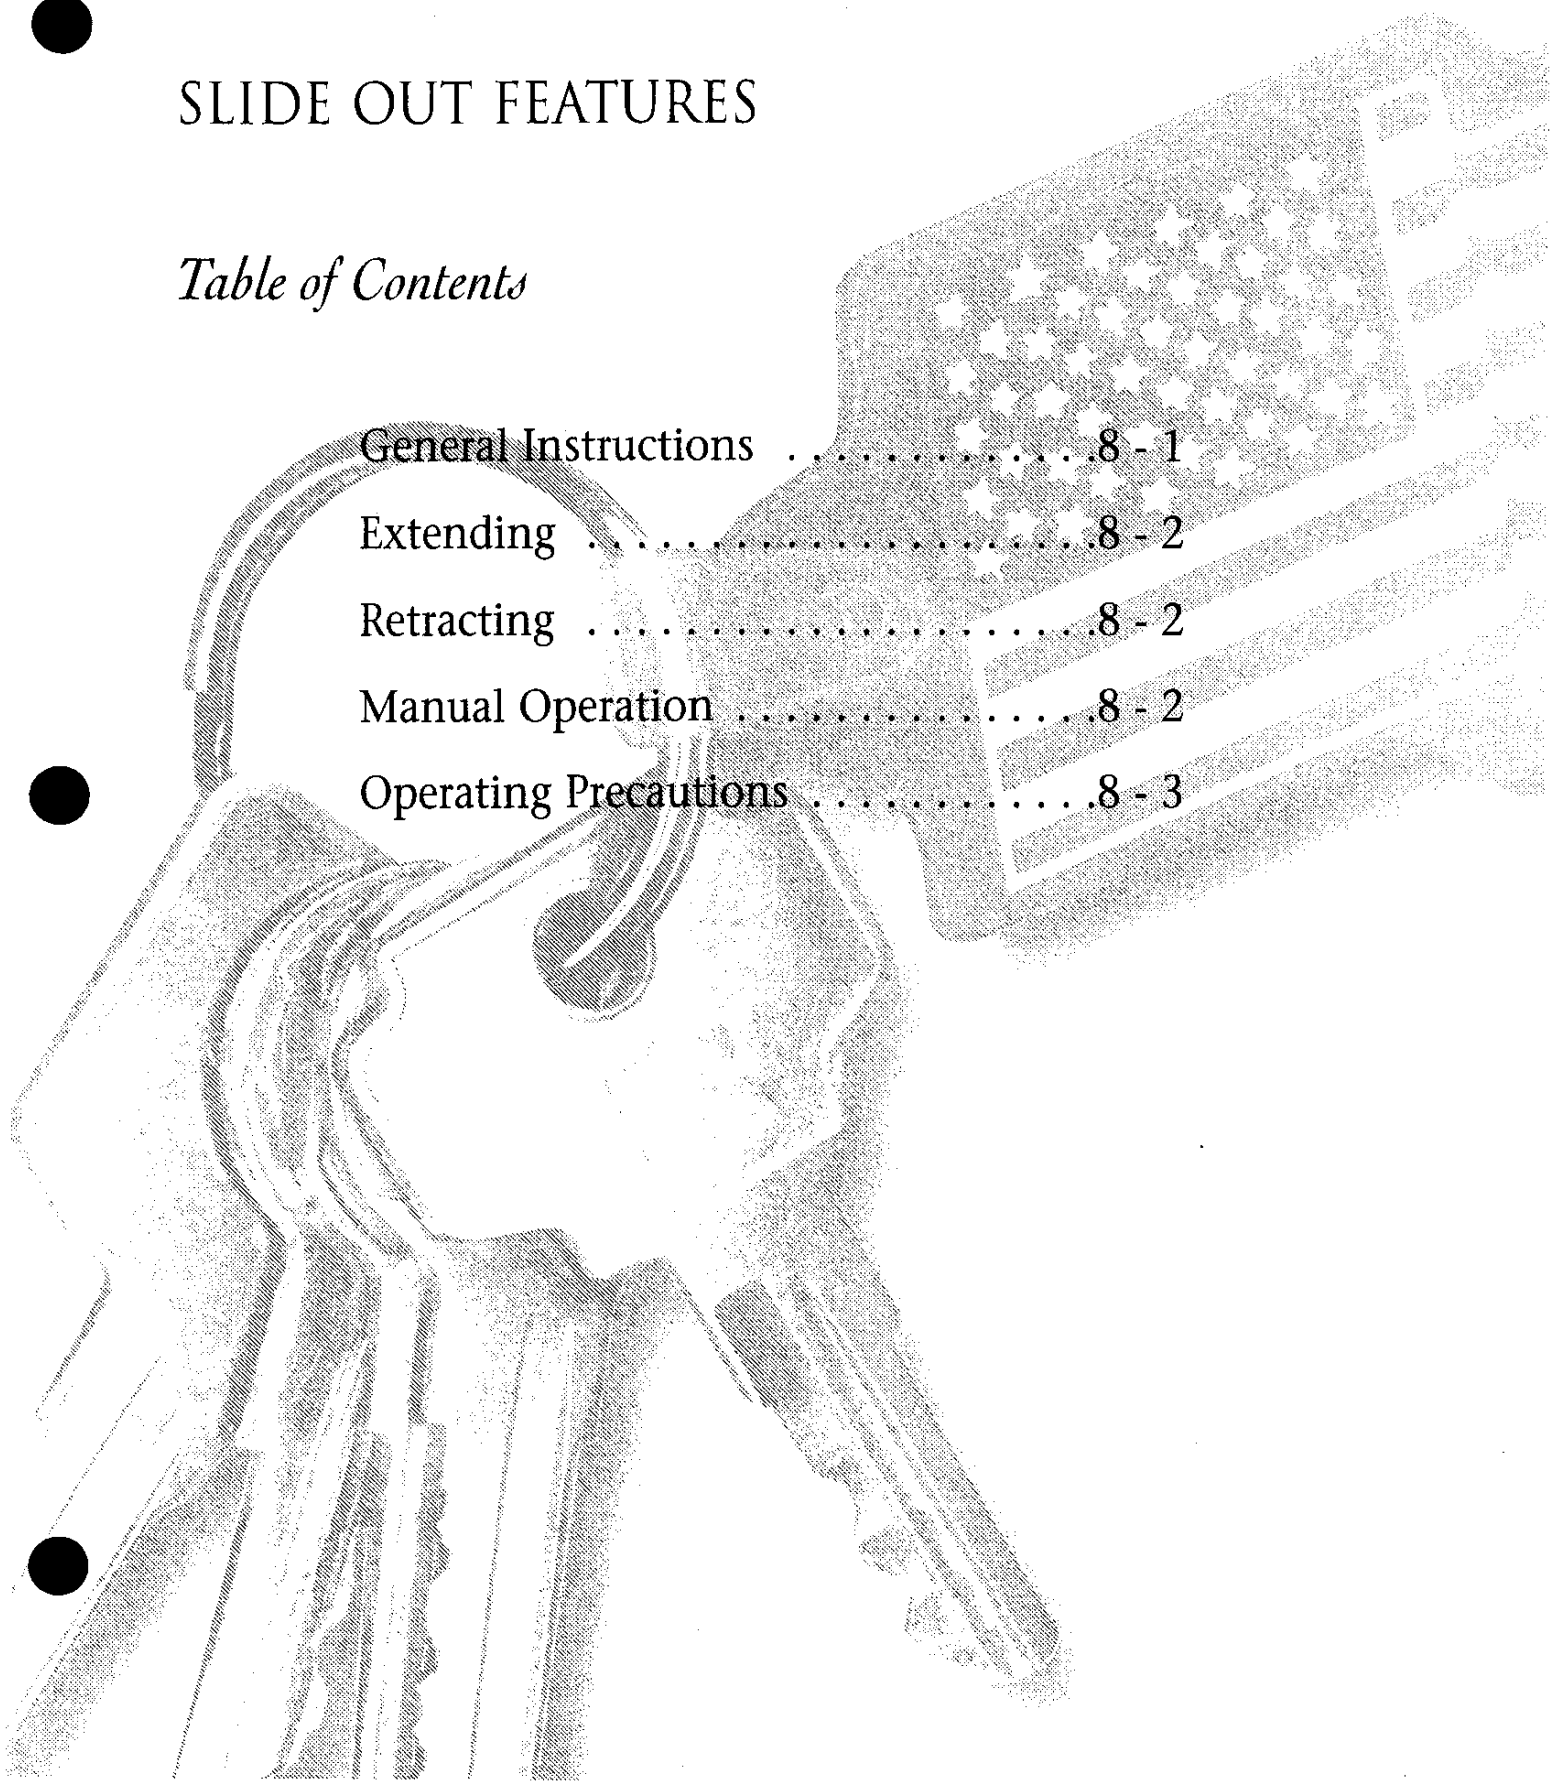 SLIDE OUT FEATURES
Table of Contents
General Instructions . . . . . . . . . . . . .8 - 1
Extending . . . . . . . . . . . . . . . . . . . . .8 - 2
Retracting . . . . . . . . . . . . . . . . . . . . .8 - 2
Manual Operation . . . . . . . . . . . . . . .8 - 2
Operating Precautions . . . . . . . . . . . .8 - 3